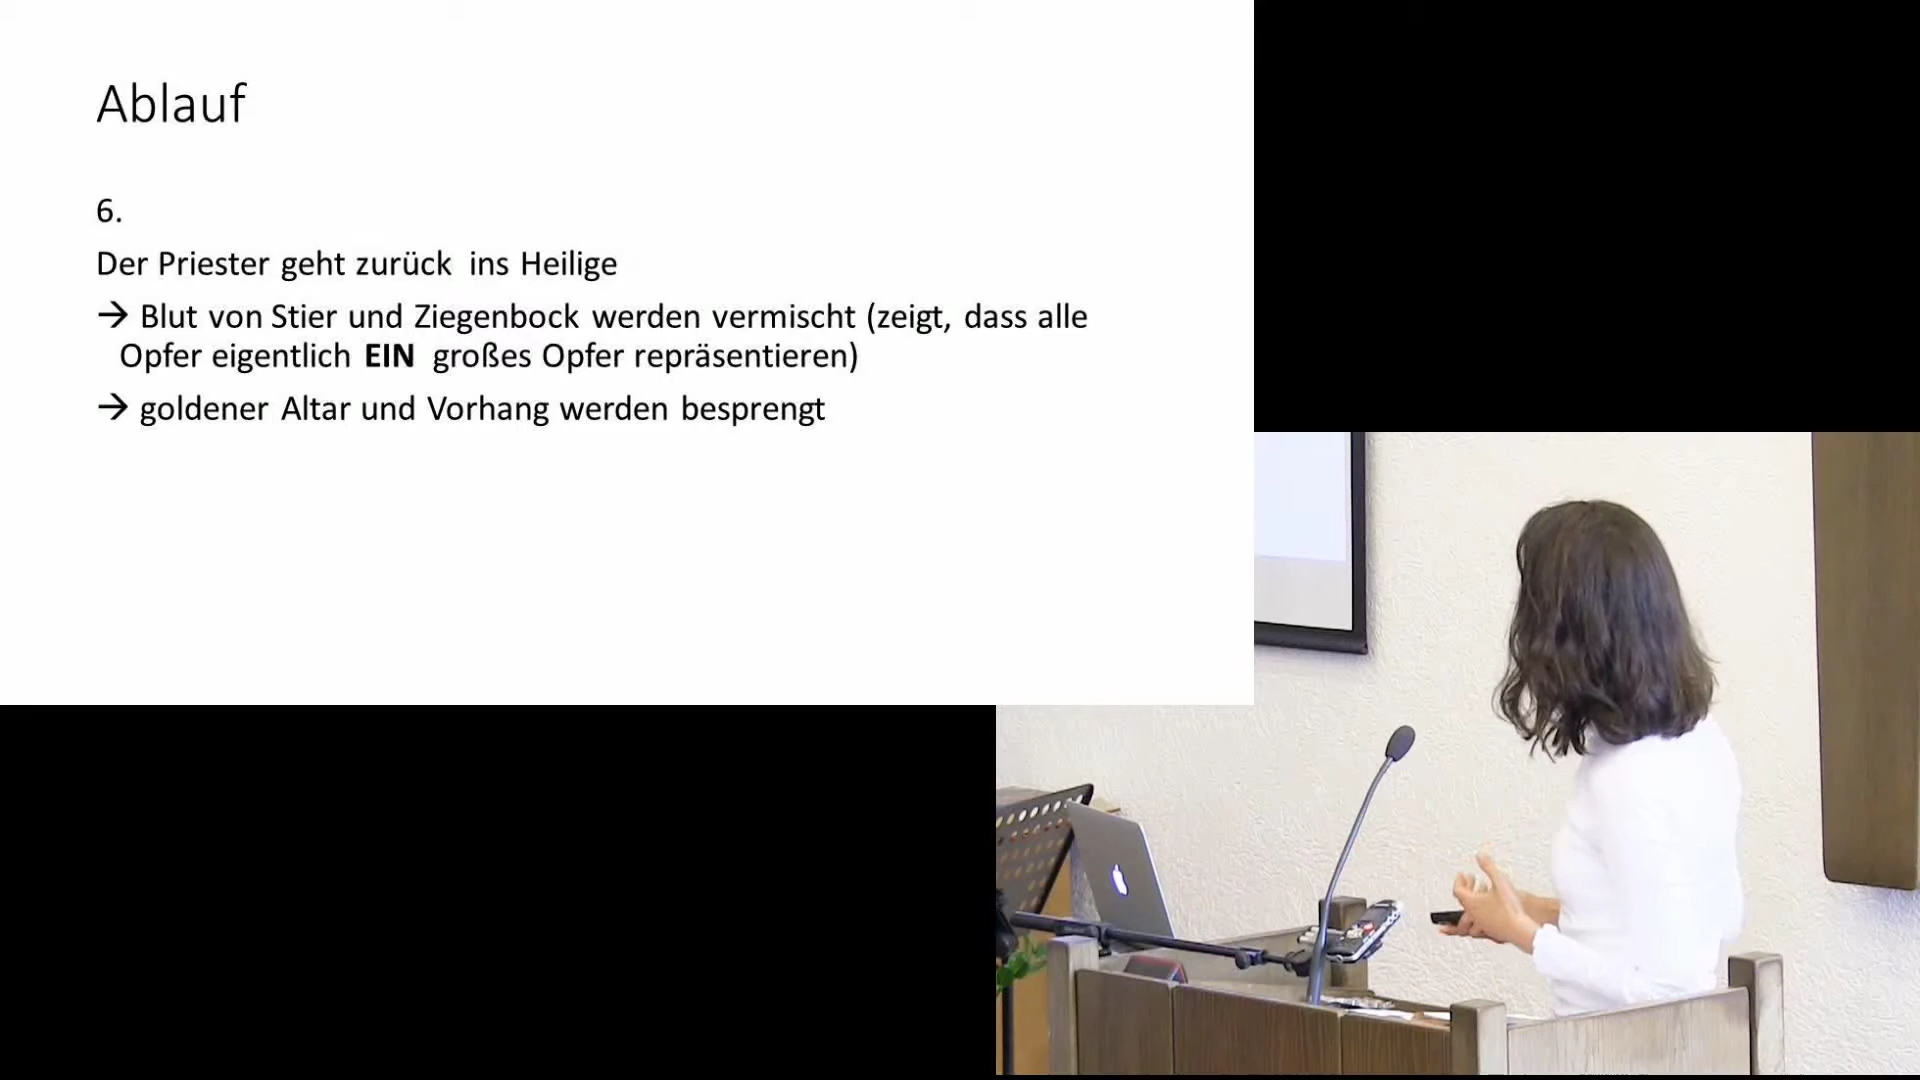 Ablauf
6.
Der Priester geht zurück ins Heilige
→ Blut von Stier und Ziegenbock werden vermischt (zeigt, dass alle
Opfer eigentlich EIN großes Opfer repräsentieren)
→ goldener Altar und Vorhang werden besprengt